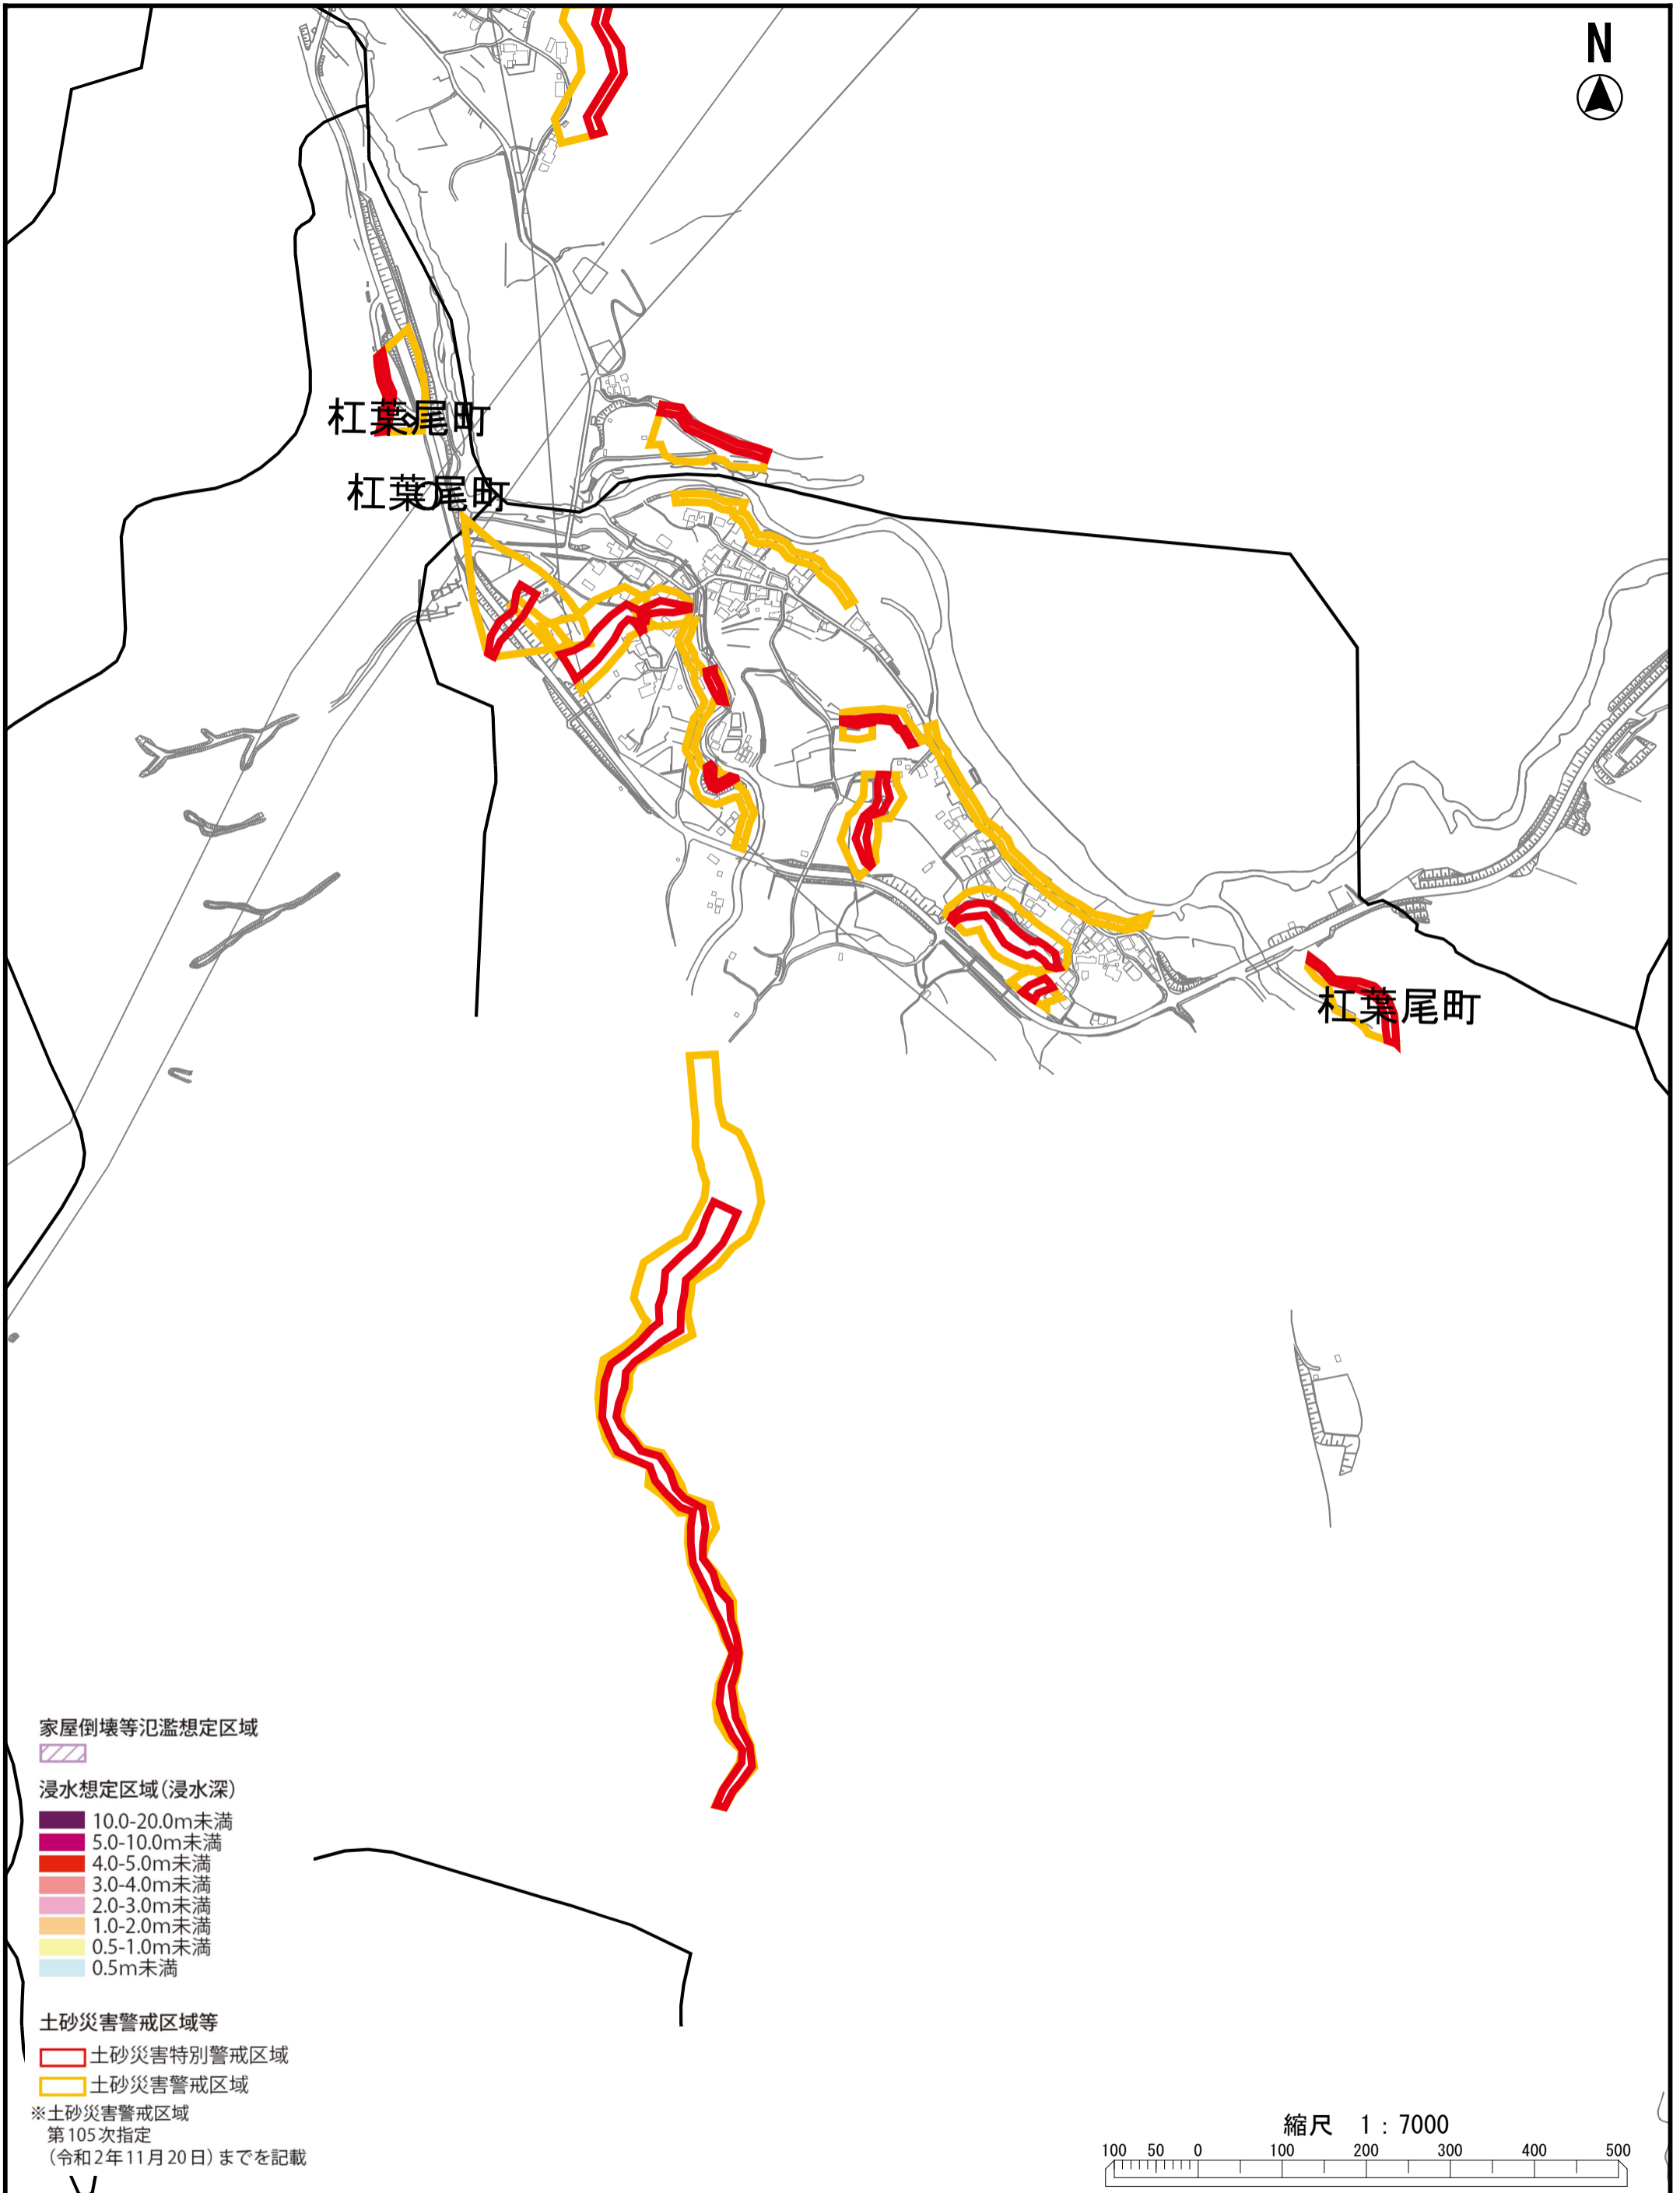 N
杠葉尾町
杠葉尾町
杠葉尾町
家屋倒壊等氾濫想定区域
浸水想定区域(浸水深)
10.0-20.0m未満
5.0-10.0m未満
4.0-5.0m未満
3.0-4.0m未満
2.0-3.0m未満
1.0-2.0m未満
0.5-1.0m未満
0.5m未満
土砂災害警戒区域等
土砂災害特別警戒区域
土砂災害警戒区域
※土砂災害警戒区域
第105次指定
(令和2年11月20日)までを記載
縮尺 1:7000
100 50 0 100 200 300 400 500